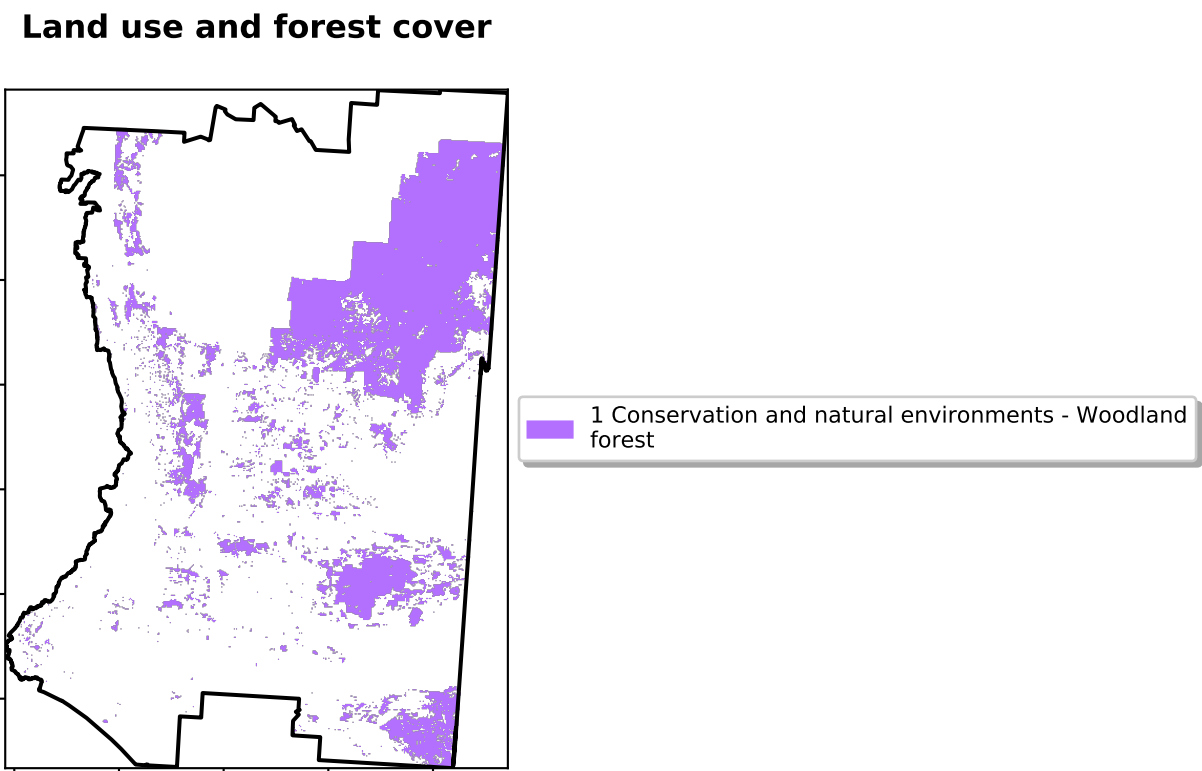 Land use and forest cover
1 Conservation and natural environments - Woodland
forest